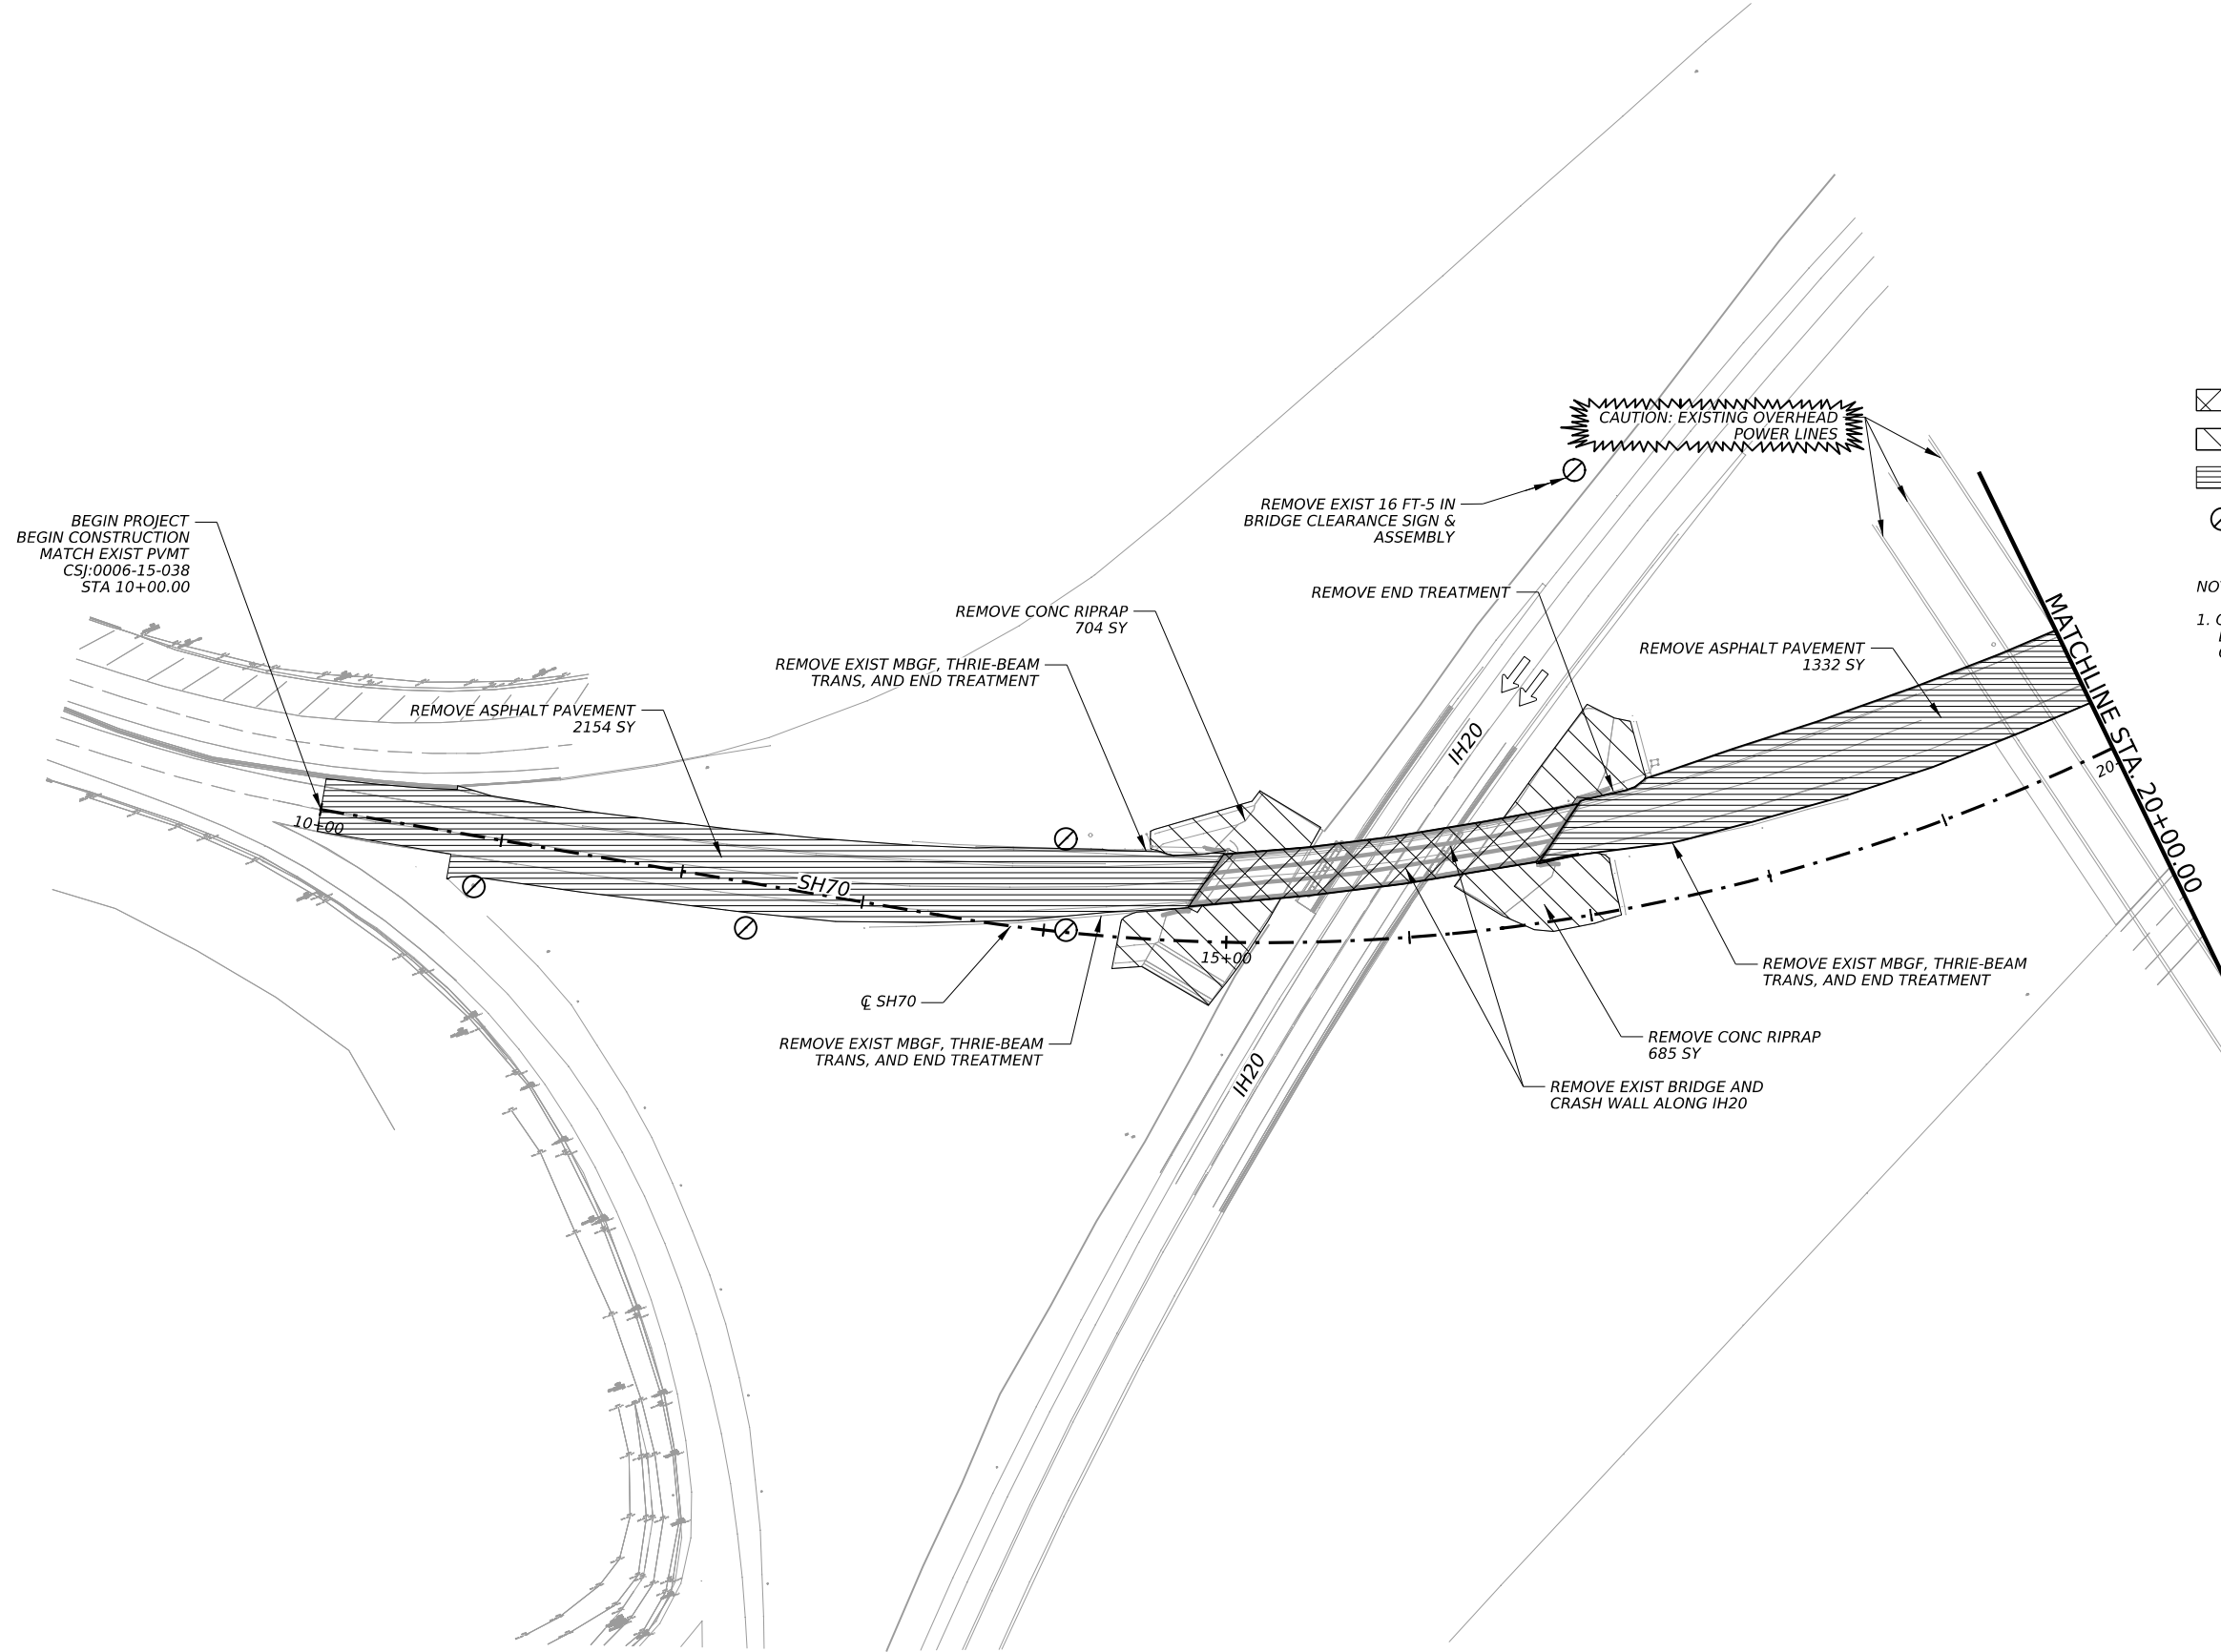 CAUTION: EXISTING OVERHEAD
POWER LINES
REMOVE EXIST 16 FT-5 IN
BRIDGE CLEARANCE SIGN &
ASSEMBLY
BEGIN PROJECT
BEGIN CONSTRUCTION
MATCH EXIST PVMT
CSJ:0006-15-038
STA 10+00.00
REMOVE END TREATMENT
REMOVE CONC RIPRAP
704 SY
REMOVE ASPHALT PAVEMENT
1332 SY
REMOVE EXIST MBGF, THRIE-BEAM
TRANS, AND END TREATMENT
REMOVE ASPHALT PAVEMENT
2154 SY
MATCHLINE STA. 20+00.00
IH20
20+
10+00
SH70
15+00
REMOVE EXIST MBGF, THRIE-BEAM
TRANS, AND END TREATMENT
℄ SH70
REMOVE EXIST MBGF, THRIE-BEAM
TRANS, AND END TREATMENT
REMOVE CONC RIPRAP
685 SY
IH20
REMOVE EXIST BRIDGE AND
CRASH WALL ALONG IH20
1.